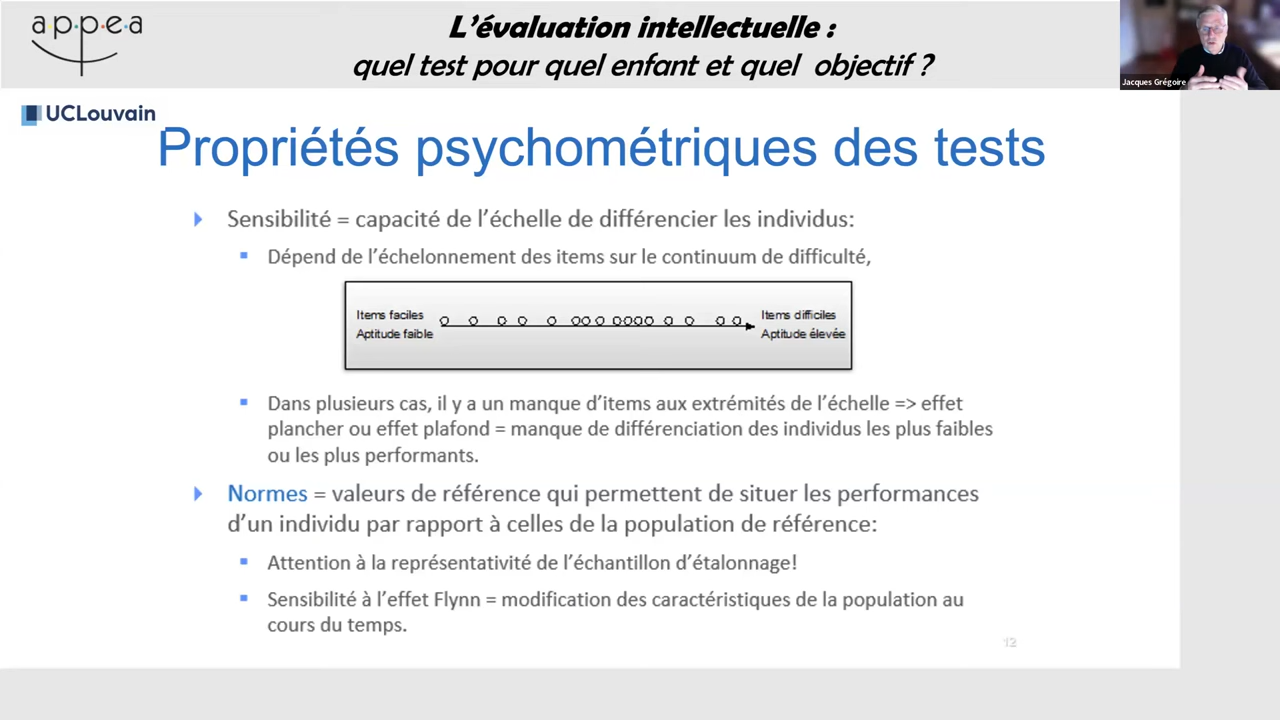 a·p·p·e·a
L'évaluation intellectuelle :
quel test pour quel enfant et quel objectif ?
Jacques Grégoire
UCLouvain
Propriétés psychométriques des tests
Sensibilité = capacité de l'échelle de différencier les individus:
Dépend de l'échelonnement des items sur le continuum de difficulté,
Items faciles
Aptitude faible
Items difficiles
Aptitude élevée
Dans plusieurs cas, il y a un manque d'items aux extrémités de l'échelle => effet
plancher ou effet plafond = manque de différenciation des individus les plus faibles
ou les plus performants.
Normes = valeurs de référence qui permettent de situer les performances
d'un individu par rapport à celles de la population de référence:
Attention à la représentativité de l'échantillon d'étalonnage!
Sensibilité à l'effet Flynn = modification des caractéristiques de la population au
cours du temps.
12